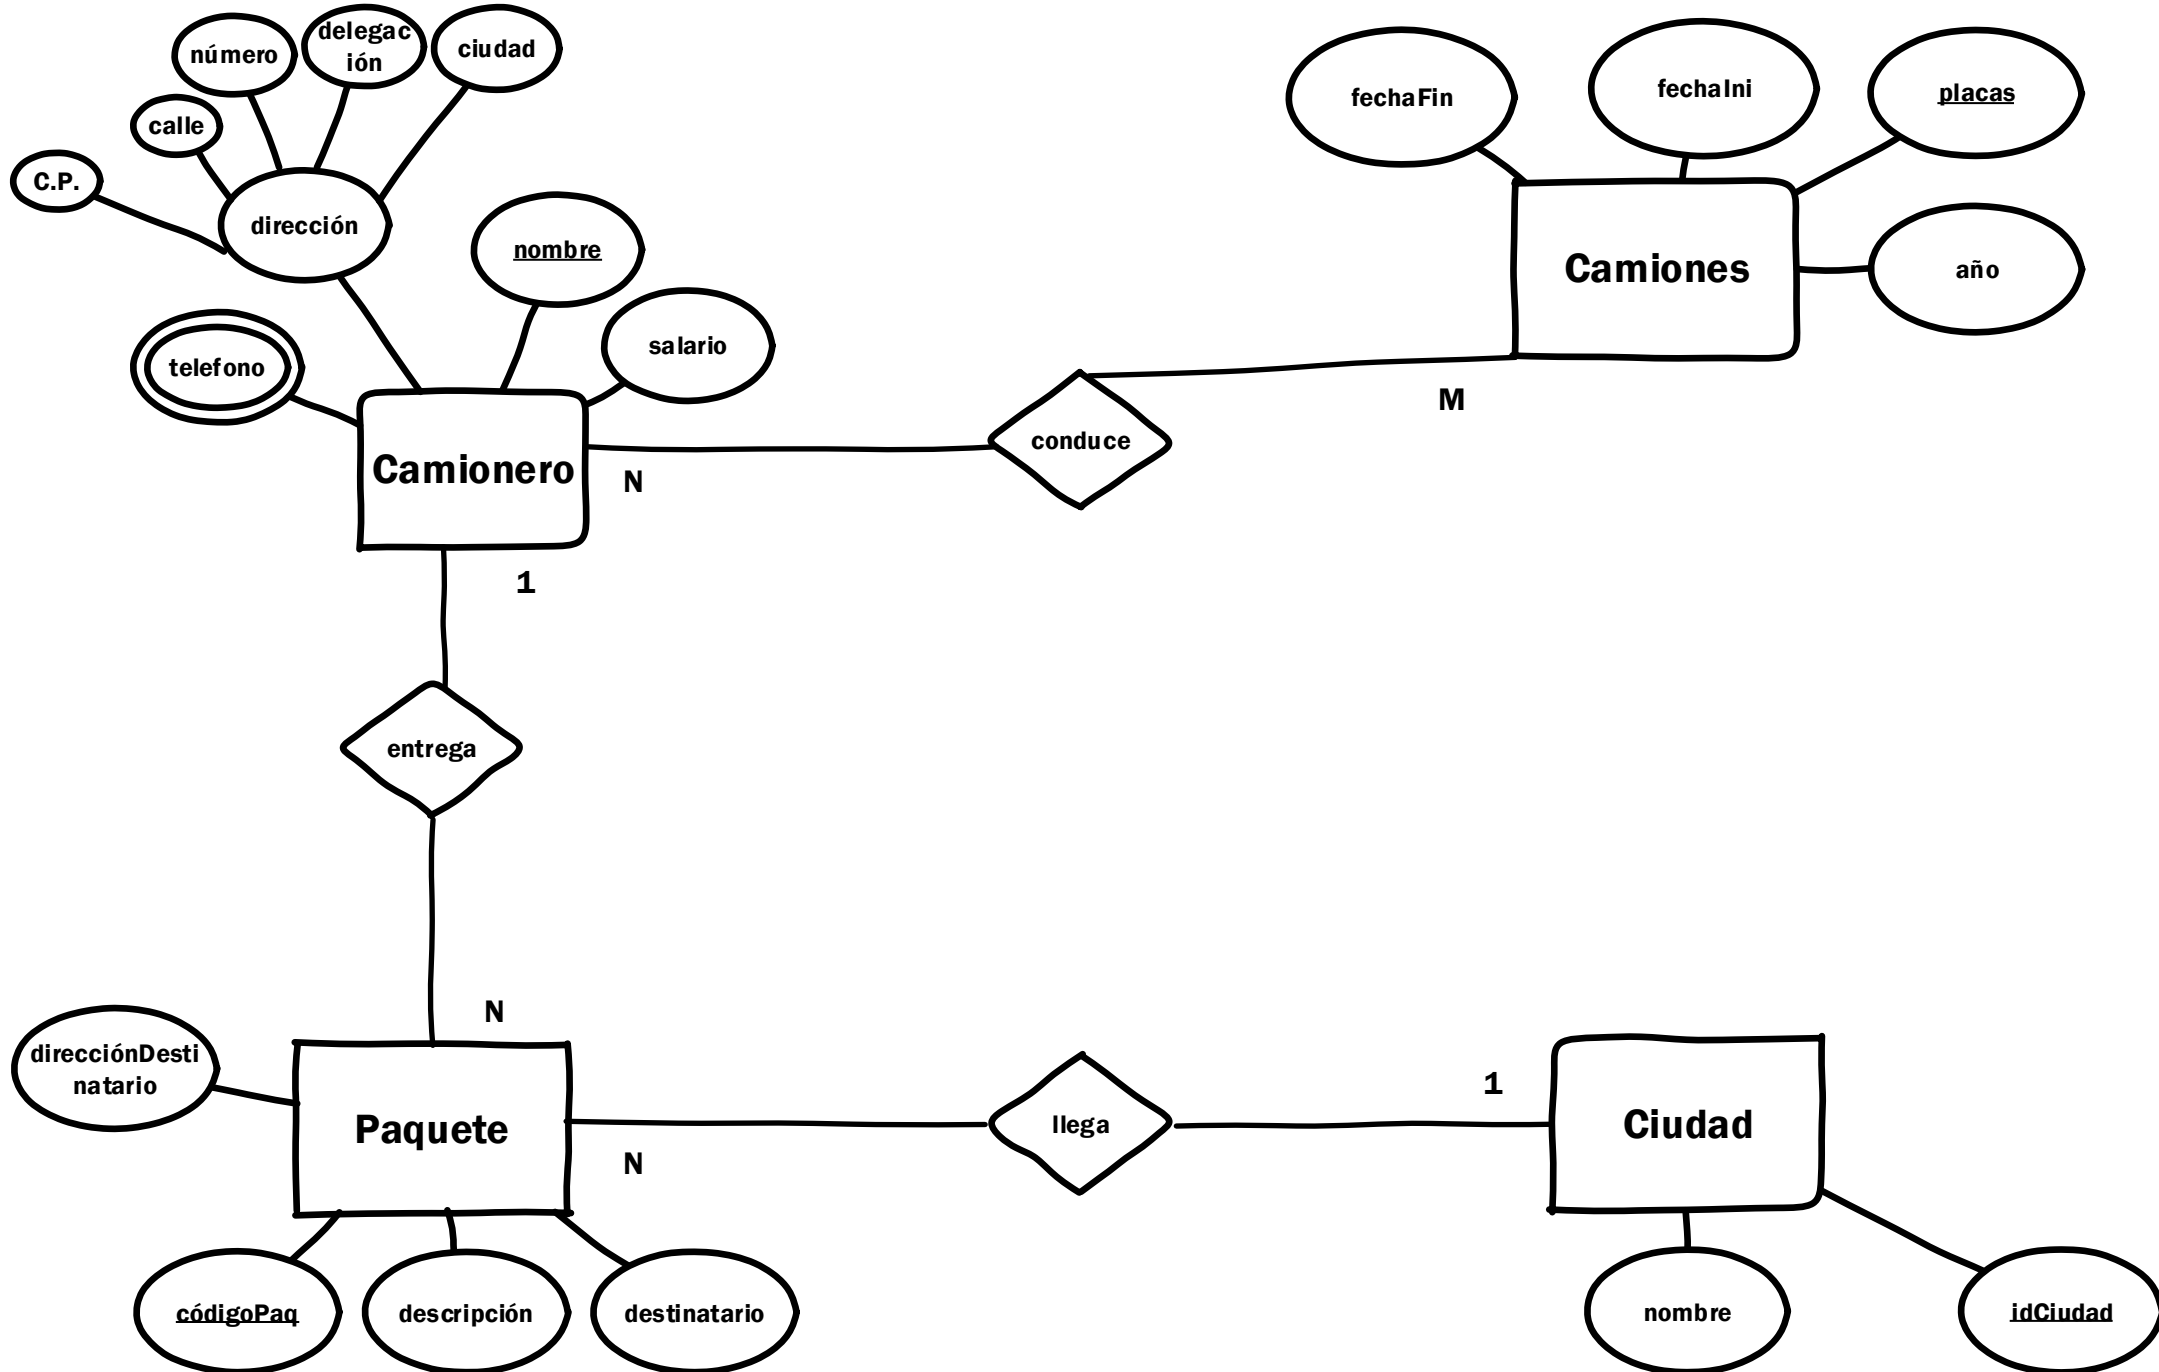 número
delegac
ión
ciudad
calle
C.P.
dirección
nombre
salario
telefono
Camionero
N
conduce
M
fechaFin
fechaIni
placas
año
Camiones
1
entrega
N
direcciónDesti
natario
Paquete
N
llega
1
Ciudad
códigoPaq
descripción
destinatario
nombre
idCiudad